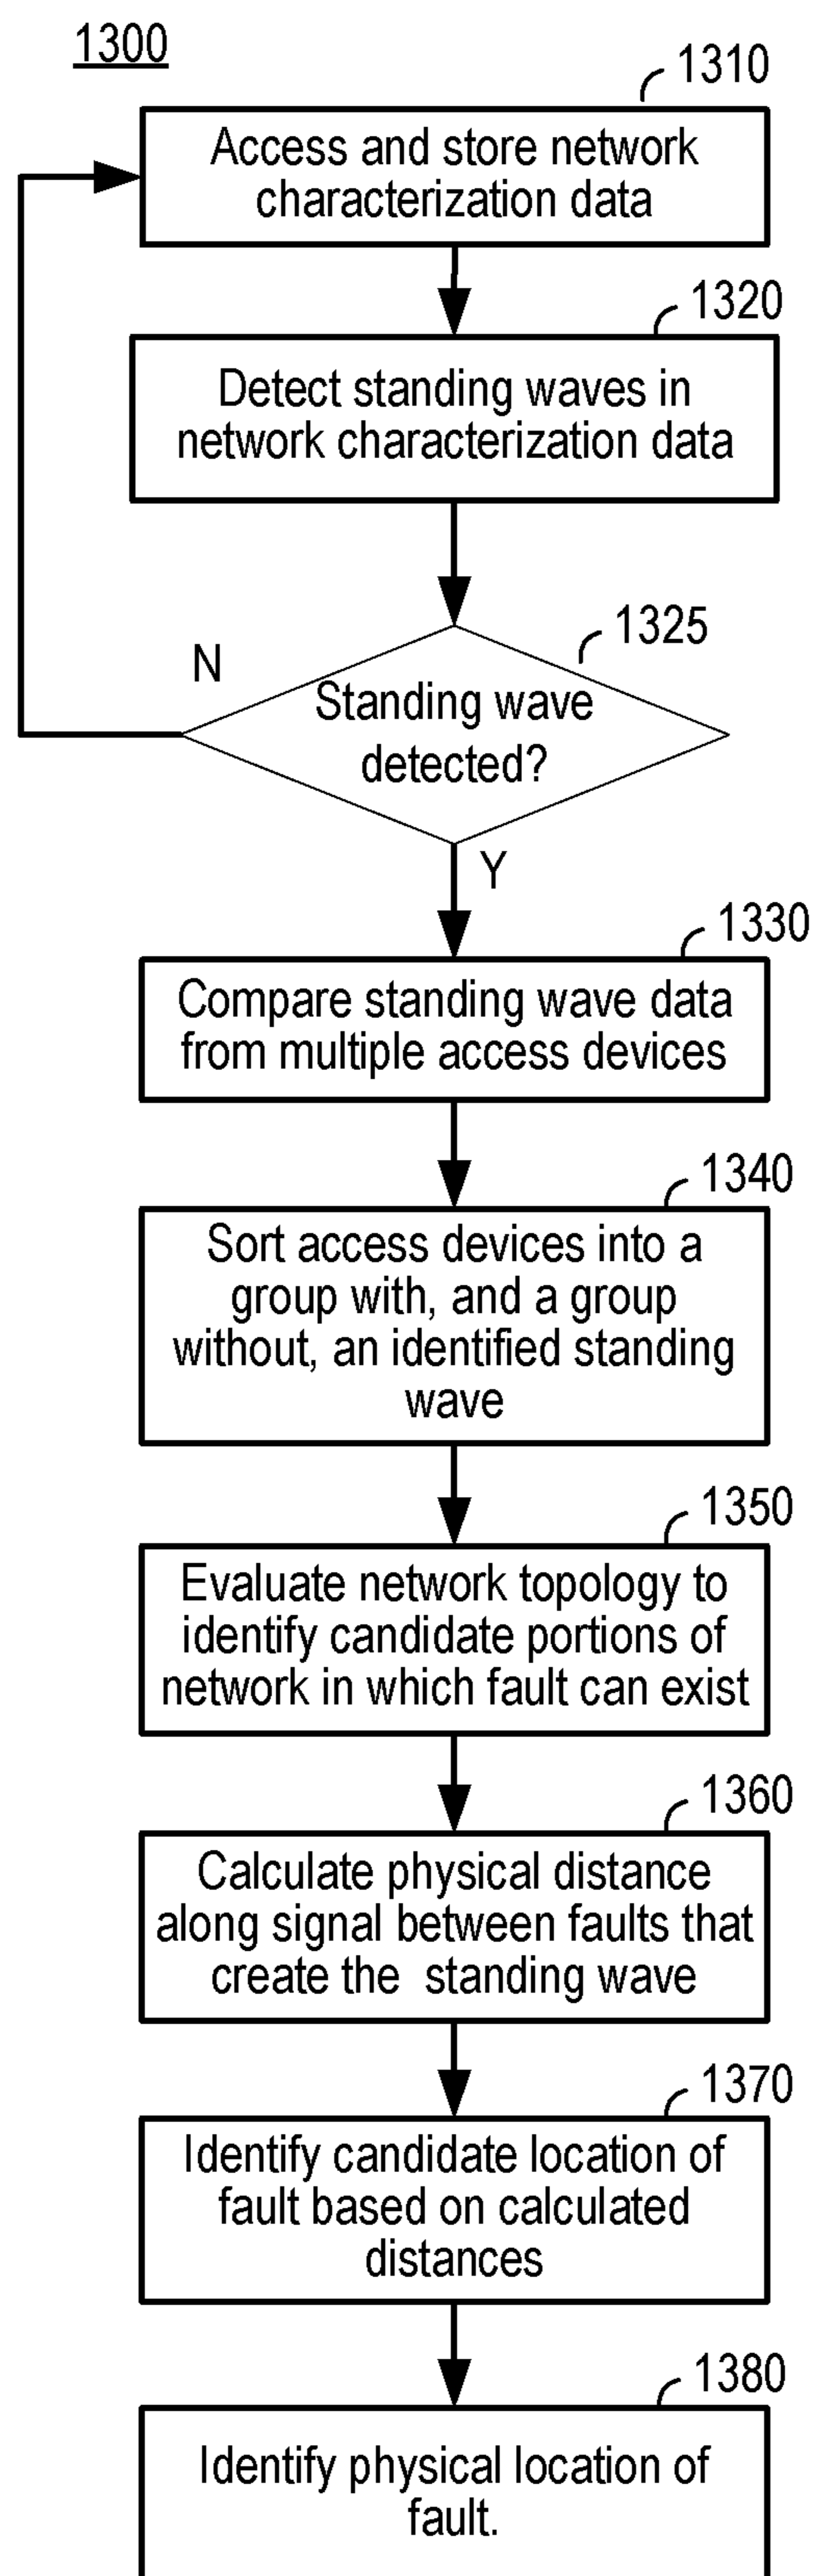 1300
1310
Access and store network
characterization data
1320
Detect standing waves in
network characterization data
1325
N
Standing wave
detected?
Y
1330
Compare standing wave data
from multiple access devices
1340
Sort access devices into a
group with, and a group
without, an identified standing
wave
1350
Evaluate network topology to
identify candidate portions of
network in which fault can exist
1360
Calculate physical distance
along signal between faults that
create the  standing wave
1370
Identify candidate location of
fault based on calculated
distances
1380
Identify physical location of
fault.